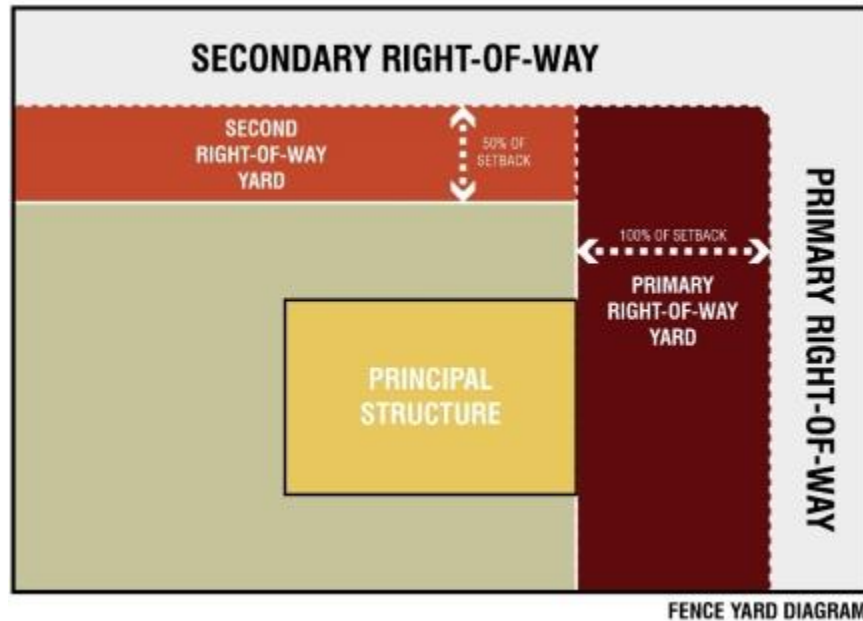 SECONDARY RIGHT-OF-WAY
SECOND
RIGHT-OF-WAY
YARD
50% OF
SETBACK
100% OF SETBACK
PRIMARY
RIGHT-OF-WAY
YARD
PRIMARY RIGHT-OF-WAY
PRINCIPAL
STRUCTURE
FENCE YARD DIAGRAM